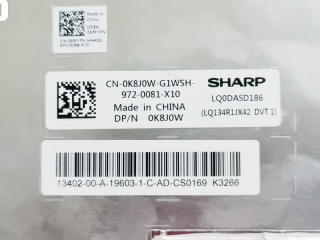 CN-0K8J0W-G1WSH-
972-0081-X10
Made in CHINA
DP/N 0K8J0W
SHARP
LQ0DASD186
(LQ134R1JX42 DVT 1)
13402-00-A-19603-1-C-AD-CS0169 K3266